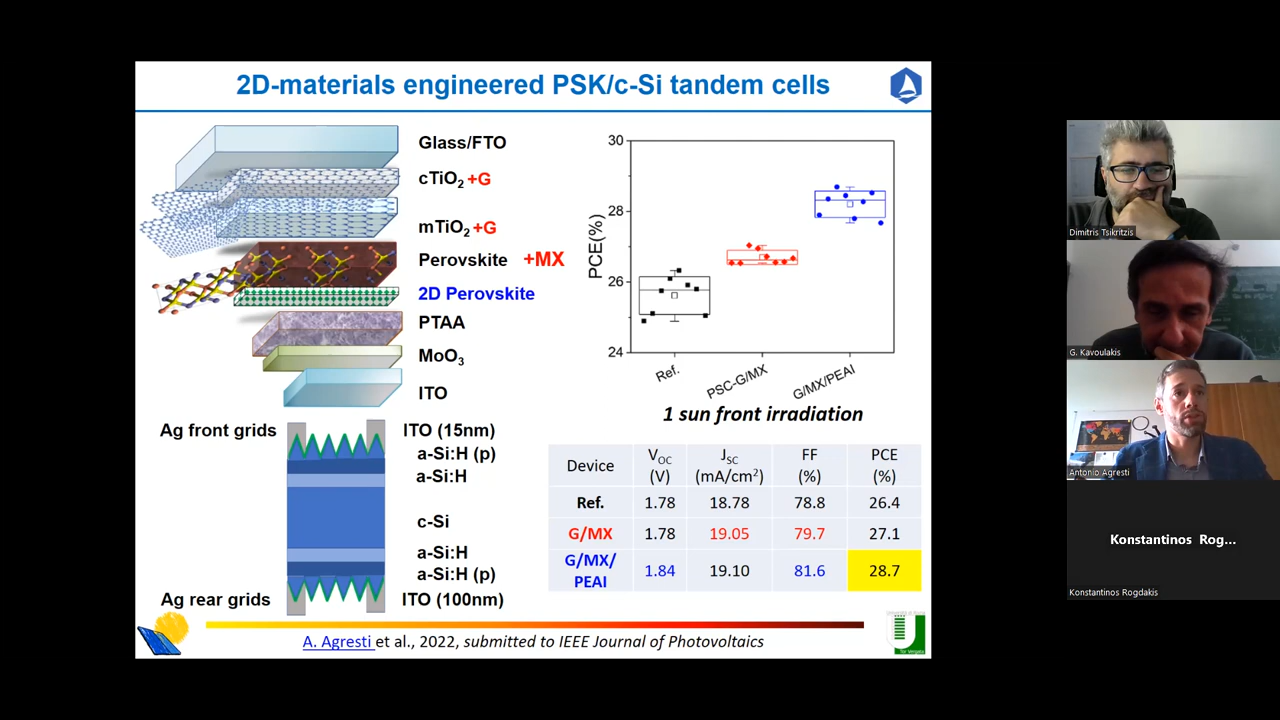 2D-materials engineered PSK/c-Si tandem cells
Glass/FTO
cTiO₂ +G
mTiO₂ +G
Perovskite +MX
2D Perovskite
PTAA
MoO₃
ITO
PCE(%)
30
28
26
24
Ref.
PSC-G/MX
G/MX/PEAI
1 sun front irradiation
Ag front grids
ITO (15nm)
a-Si:H (p)
a-Si:H
c-Si
a-Si:H
a-Si:H (p)
Ag rear grids
ITO (100nm)
Device V_OC (V) J_SC (mA/cm²) FF (%) PCE (%)
Ref. 1.78 18.78 78.8 26.4
G/MX 1.78 19.05 79.7 27.1
G/MX/PEAI 1.84 19.10 81.6 28.7
A. Agresti et al., 2022, submitted to IEEE Journal of Photovoltaics
Tor Vergata
Dimitris Tsikritzis
G. Kavoulakis
Antonio Agresti
Konstantinos Rog...
Konstantinos Rogdakis